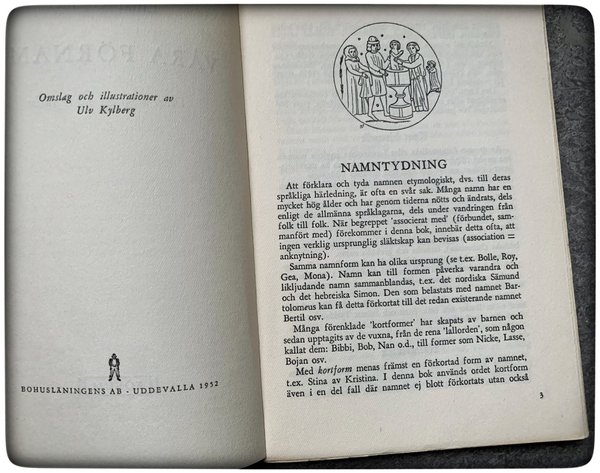 VÅRA FÖRNAMN
Omslag och illustrationer av
Ulv Kylberg
BOHUSLÄNINGENS AB - UDDEVALLA 1952
NAMNTYDNING
Att förklara och tyda namnen etymologiskt, dvs. till deras
språkliga härledning, är ofta en svår sak. Många namn har en
mycket hög ålder och har genom tiderna nötts och ändrats, dels
enligt de allmänna språklagarna, dels under vandringen från
folk till folk. När begreppet 'associerat med' (förbundet, sam-
manfört med) förekommer i denna bok, innebär detta ofta, att
ingen verklig ursprunglig släktskap kan bevisas (association =
anknytning).
Samma namnform kan ha olika ursprung (se t.ex. Bolle, Roy,
Gea, Mona). Namn kan till formen påverka varandra och
likljudande namn sammanblandas, t.ex. det nordiska Sämund
och det hebreiska Simon. Den som belastats med namnet Bar-
tolomeus kan få detta förkortat till det redan existerande namnet
Bertil osv.
Många förenklade 'kortformer' har skapats av barnen och
sedan upptagits av de vuxna, från de rena 'lallorden', som någon
kallat dem: Bibbi, Bob, Nan o.d., till former som Nicke, Lasse,
Bojan osv.
Med kortform menas främst en förkortad form av namnet,
t.ex. Stina av Kristina. I denna bok används ordet kortform
även i en del fall där namnet ej blott förkortats utan också
3